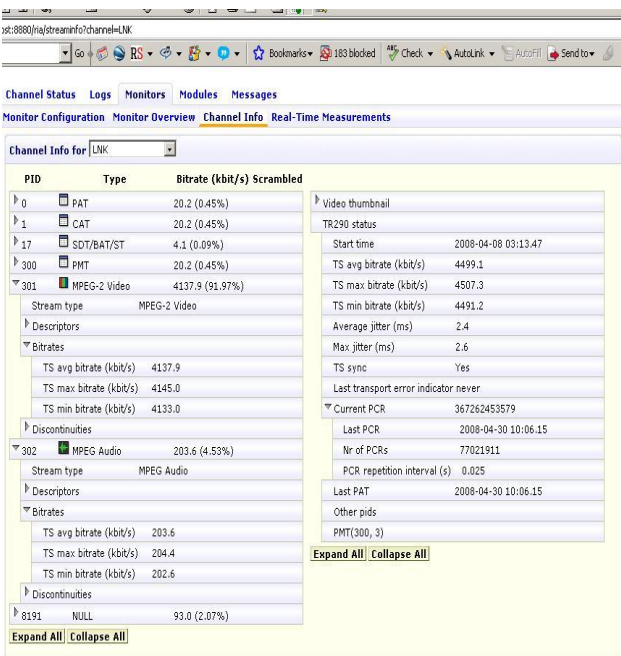 ost:8880/ria/streaminfo?channel=LNK
Go RS Bookmarks 183 blocked Check AutoLink AutoFill Send to
Channel Status Logs Monitors Modules Messages
Monitor Configuration Monitor Overview Channel Info Real-Time Measurements
Channel Info for LNK
PID Type Bitrate (kbit/s) Scrambled
0 PAT 20.2 (0.45%)
1 CAT 20.2 (0.45%)
17 SDT/BAT/ST 4.1 (0.09%)
300 PMT 20.2 (0.45%)
301 MPEG-2 Video 4137.9 (91.97%)
Stream type MPEG-2 Video
Descriptors
Bitrates
TS avg bitrate (kbit/s) 4137.9
TS max bitrate (kbit/s) 4145.0
TS min bitrate (kbit/s) 4133.0
Discontinuities
302 MPEG Audio 203.6 (4.53%)
Stream type MPEG Audio
Descriptors
Bitrates
TS avg bitrate (kbit/s) 203.6
TS max bitrate (kbit/s) 204.4
TS min bitrate (kbit/s) 202.6
Discontinuities
8191 NULL 93.0 (2.07%)
Expand All Collapse All
Video thumbnail
TR290 status
Start time 2008-04-08 03:13.47
TS avg bitrate (kbit/s) 4499.1
TS max bitrate (kbit/s) 4507.3
TS min bitrate (kbit/s) 4491.2
Average jitter (ms) 2.4
Max jitter (ms) 2.6
TS sync Yes
Last transport error indicator never
Current PCR 367262453579
Last PCR 2008-04-30 10:06.15
Nr of PCRs 77021911
PCR repetition interval (s) 0.025
Last PAT 2008-04-30 10:06.15
Other pids
PMT(300, 3)
Expand All Collapse All